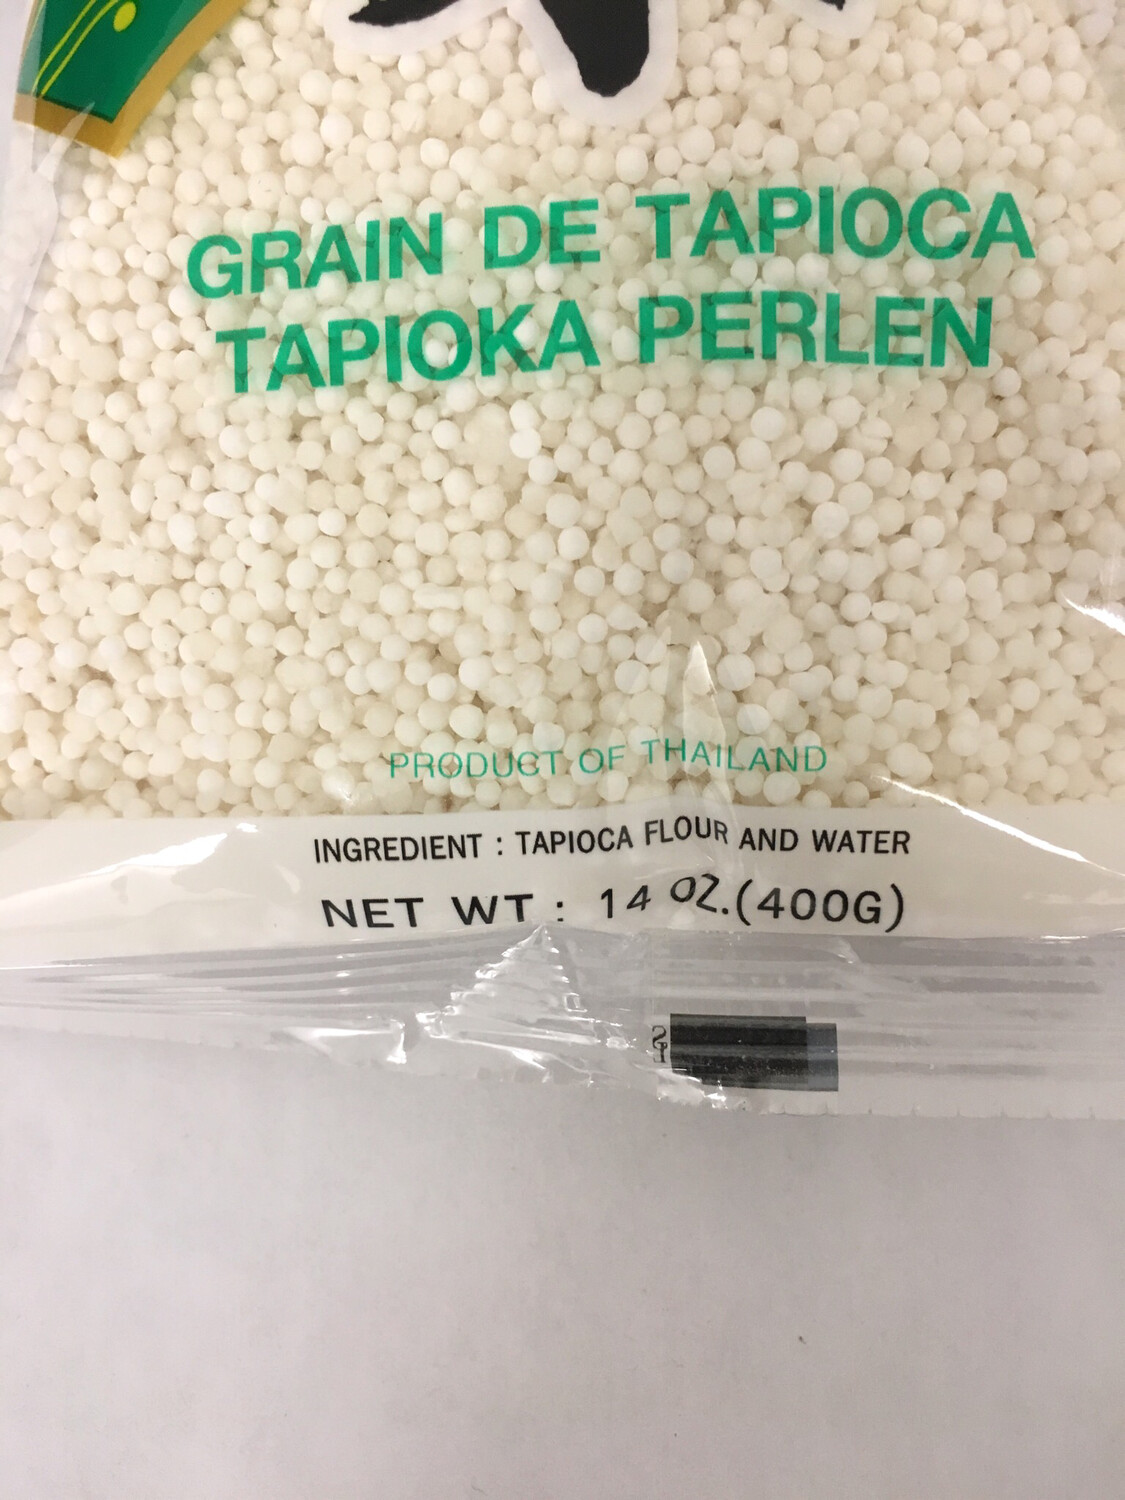 GRAIN DE TAPIOCA
TAPIOKA PERLEN
PRODUCT OF THAILAND
INGREDIENT : TAPIOCA FLOUR AND WATER
NET WT : 14 OZ.(400G)